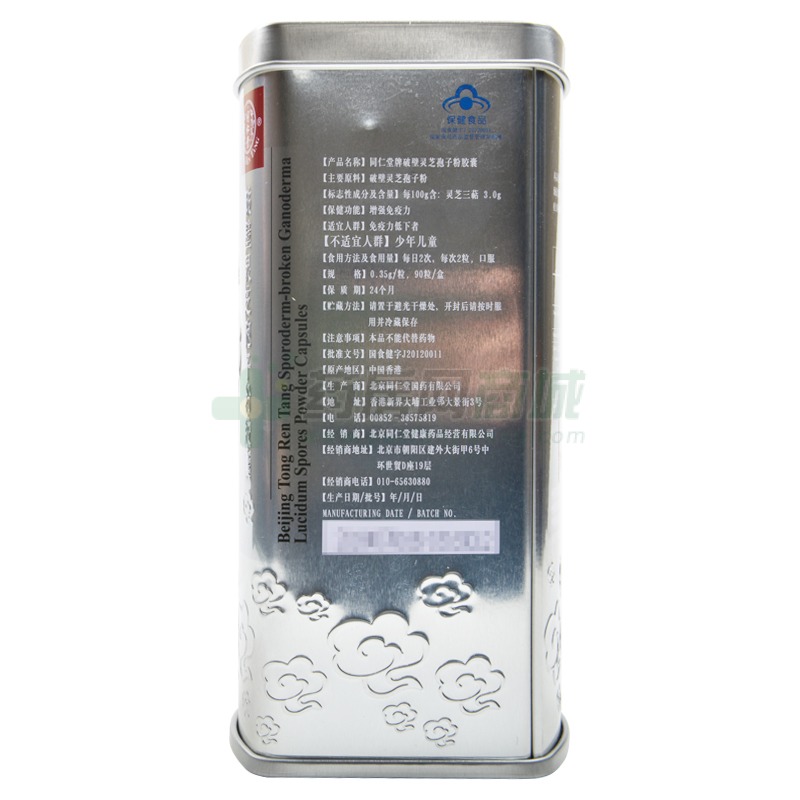 保健食品
【产品名称】同仁堂牌破壁灵芝孢子粉胶囊
【主要原料】破壁灵芝孢子粉
【标志性成分及含量】每100g含: 灵芝三萜 3.0g
【保健功能】增强免疫力
【适宜人群】免疫力低下者
【不适宜人群】少年儿童
【食用方法及食用量】每日2次, 每次2粒, 口服
【规 格】0.35g/粒, 90粒/盒
【保 质 期】24个月
【贮藏方法】请置于避光干燥处、开封后请按时服
用并冷藏保存
【注意事项】本品不能代替药物
【批准文号】国食健字J20120011
【原产地区】中国香港
【生 产 商】北京同仁堂国药有限公司
【地 址】香港新界大埔工业邨大景街3号
【电 话】00852-36575819
【经 销 商】北京同仁堂健康药品经营有限公司
【经销商地址】北京市朝阳区建外大街甲6号中
环世贸D座19层
【经销商电话】010-65630880
【生产日期/批号】年/月/日
MANUFACTURING DATE / BATCH NO.
Beijing Tong Ren Tang Sporoderm-broken Ganoderma
Lucidum Spores Powder Capsules